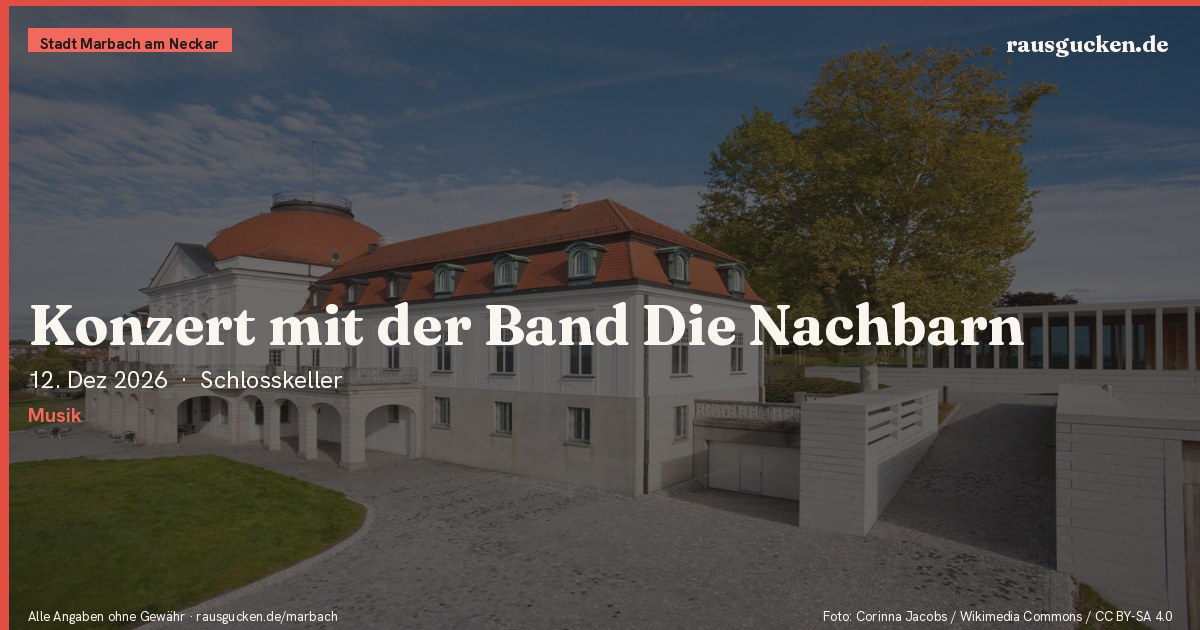 Stadt Marbach am Neckar
rausgucken.de
Konzert mit der Band Die Nachbarn
12. Dez 2026 · Schlosskeller
Musik
Alle Angaben ohne Gewähr · rausgucken.de/marbach
Foto: Corinna Jacobs / Wikimedia Commons / CC BY-SA 4.0